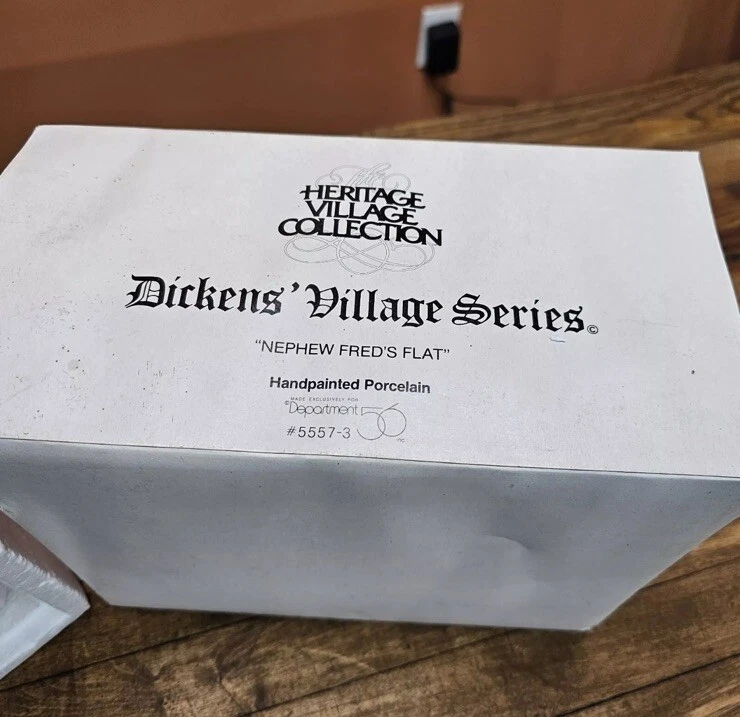 The
HERITAGE
VILLAGE
COLLECTION
Dickens' Village Series©
"NEPHEW FRED'S FLAT"
Handpainted Porcelain
MADE EXCLUSIVELY FOR
©Department 56 INC.
#5557-3